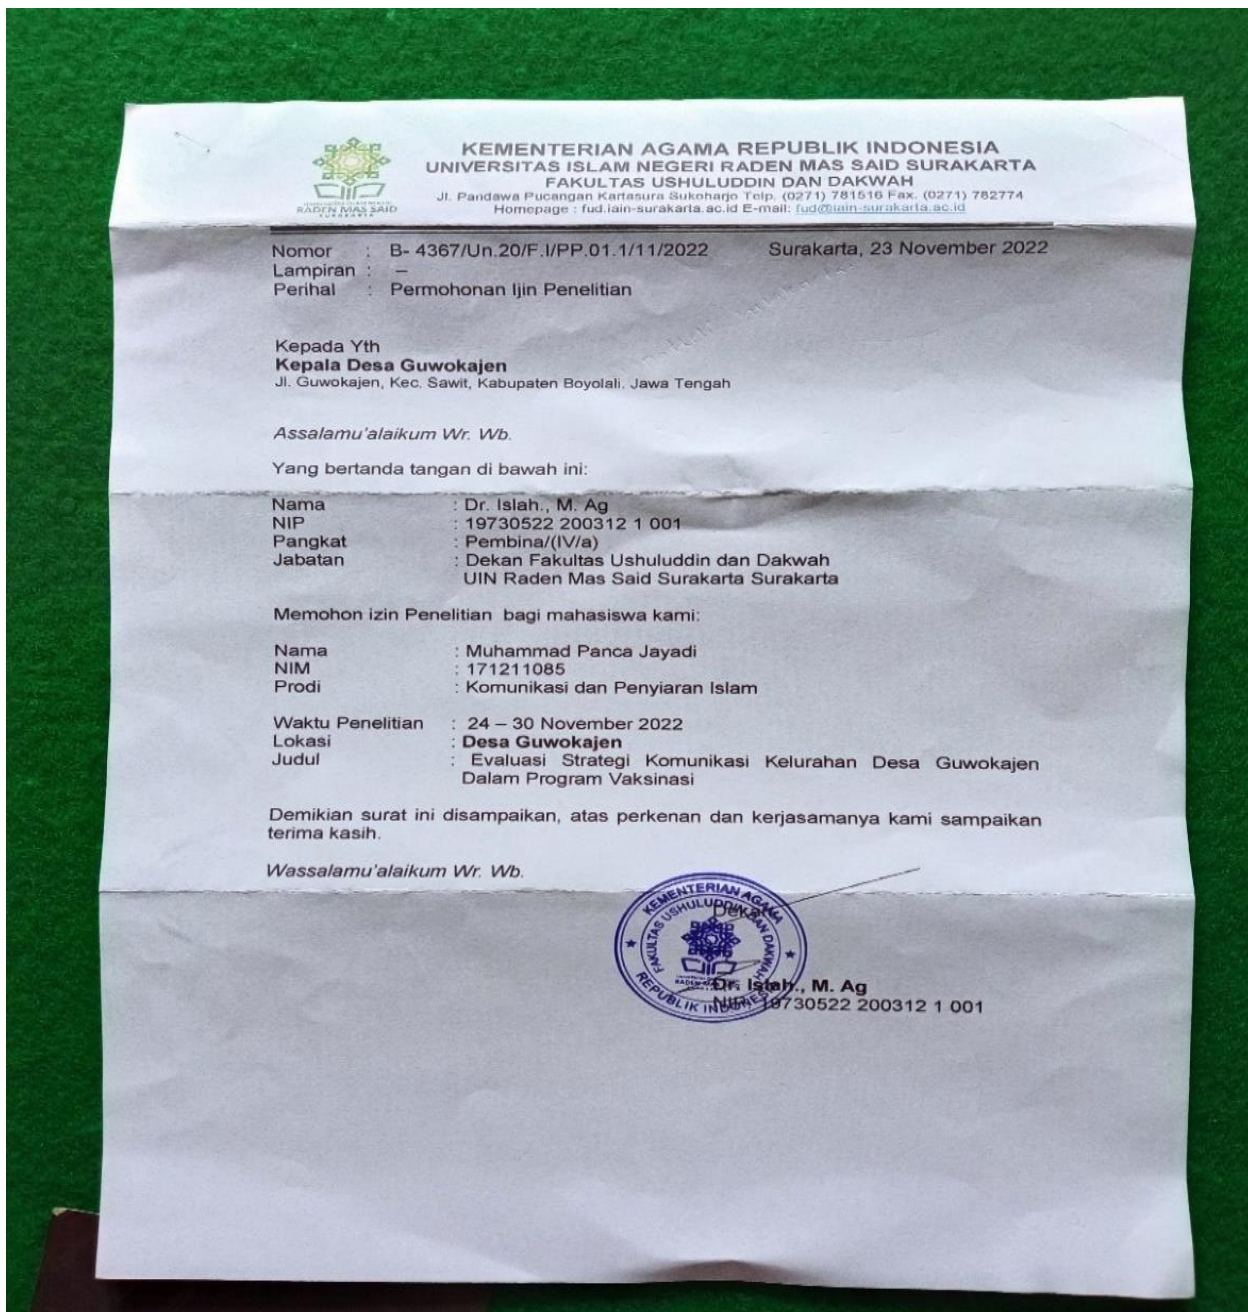 KEMENTERIAN AGAMA REPUBLIK INDONESIA
UNIVERSITAS ISLAM NEGERI RADEN MAS SAID SURAKARTA
FAKULTAS USHULUDDIN DAN DAKWAH
Jl. Pandawa Pucangan Kartasura Sukoharjo Telp. (0271) 781516 Fax. (0271) 782774
Homepage : fud.iain-surakarta.ac.id E-mail: fud@iain-surakarta.ac.id
RADEN MAS SAID
SURAKARTA
Nomor : B- 4367/Un.20/F.I/PP.01.1/11/2022 Surakarta, 23 November 2022
Lampiran : –
Perihal : Permohonan Ijin Penelitian
Kepada Yth
Kepala Desa Guwokajen
Jl. Guwokajen, Kec. Sawit, Kabupaten Boyolali. Jawa Tengah
Assalamu'alaikum Wr. Wb.
Yang bertanda tangan di bawah ini:
Nama : Dr. Islah., M. Ag
NIP : 19730522 200312 1 001
Pangkat : Pembina/(IV/a)
Jabatan : Dekan Fakultas Ushuluddin dan Dakwah
UIN Raden Mas Said Surakarta Surakarta
Memohon izin Penelitian bagi mahasiswa kami:
Nama : Muhammad Panca Jayadi
NIM : 171211085
Prodi : Komunikasi dan Penyiaran Islam
Waktu Penelitian : 24 – 30 November 2022
Lokasi : Desa Guwokajen
Judul : Evaluasi Strategi Komunikasi Kelurahan Desa Guwokajen
Dalam Program Vaksinasi
Demikian surat ini disampaikan, atas perkenan dan kerjasamanya kami sampaikan
terima kasih.
Wassalamu'alaikum Wr. Wb.
Dekan
KEMENTERIAN AGAMA
FAKULTAS USHULUDDIN DAN DAKWAH
REPUBLIK INDONESIA
Dr. Islah., M. Ag
NIP. 19730522 200312 1 001